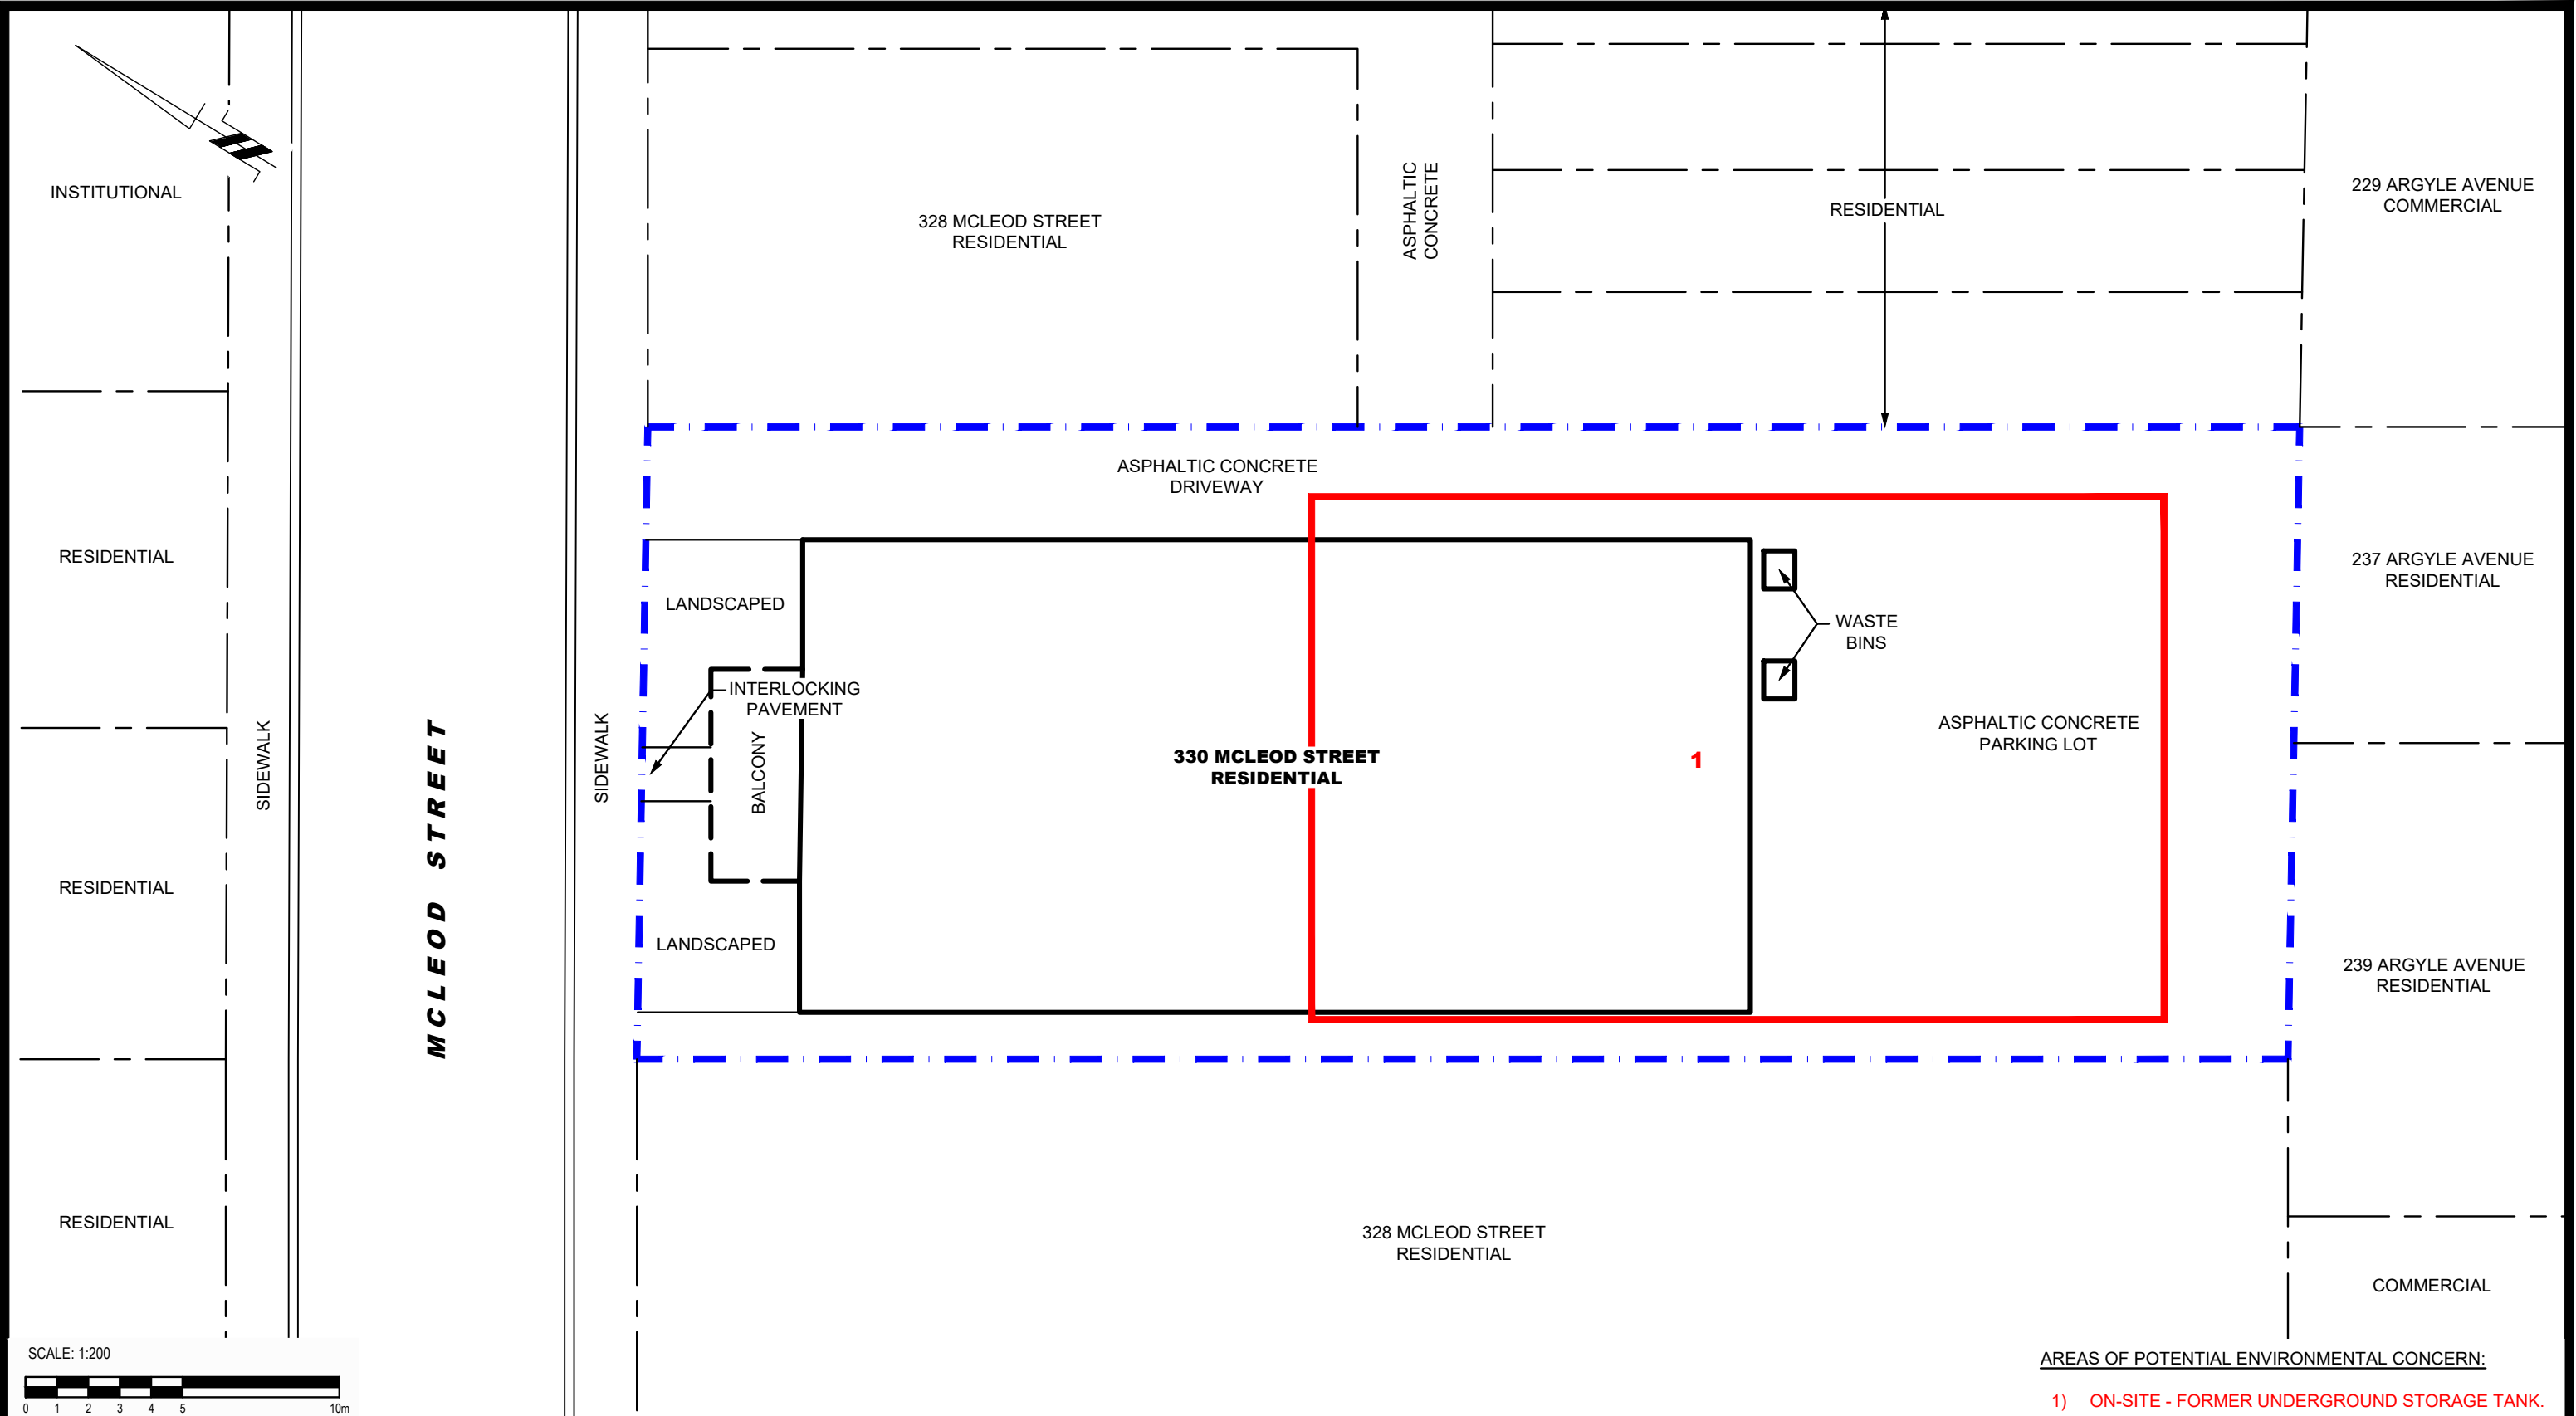 INSTITUTIONAL
328 MCLEOD STREET
RESIDENTIAL
ASPHALTIC
CONCRETE
RESIDENTIAL
229 ARGYLE AVENUE
COMMERCIAL
ASPHALTIC CONCRETE
DRIVEWAY
RESIDENTIAL
LANDSCAPED
237 ARGYLE AVENUE
RESIDENTIAL
WASTE
BINS
INTERLOCKING
PAVEMENT
ASPHALTIC CONCRETE
PARKING LOT
SIDEWALK
MCLEOD STREET
SIDEWALK
BALCONY
330 MCLEOD STREET
RESIDENTIAL
1
RESIDENTIAL
LANDSCAPED
239 ARGYLE AVENUE
RESIDENTIAL
RESIDENTIAL
328 MCLEOD STREET
RESIDENTIAL
COMMERCIAL
SCALE: 1:200
0 1 2 3 4 5 10m
AREAS OF POTENTIAL ENVIRONMENTAL CONCERN:
1) ON-SITE - FORMER UNDERGROUND STORAGE TANK.